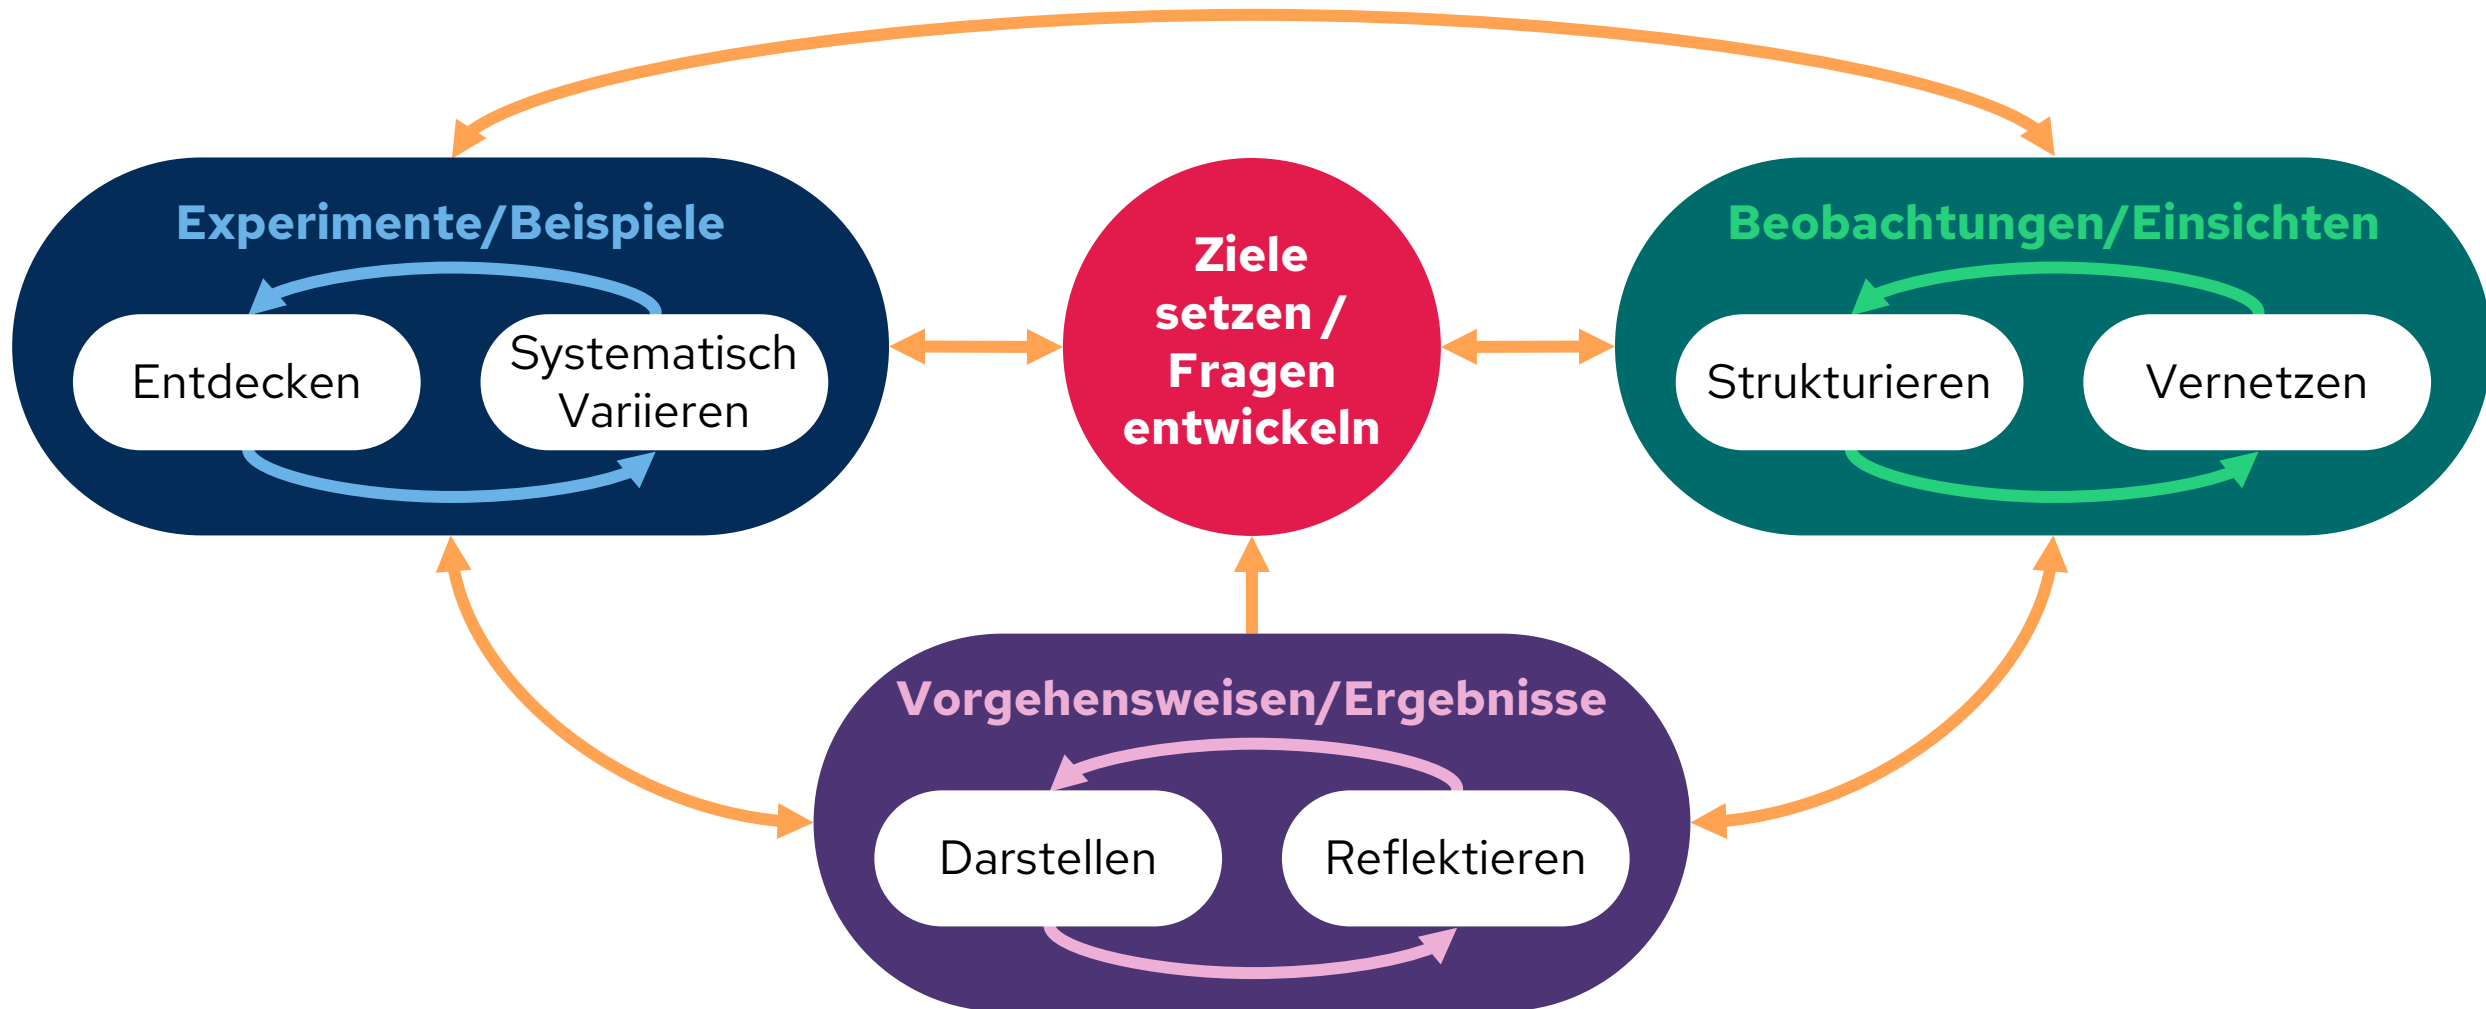 Experimente/Beispiele
Entdecken
Systematisch
Variieren
Ziele
setzen /
Fragen
entwickeln
Beobachtungen/Einsichten
Strukturieren
Vernetzen
Vorgehensweisen/Ergebnisse
Darstellen
Reflektieren